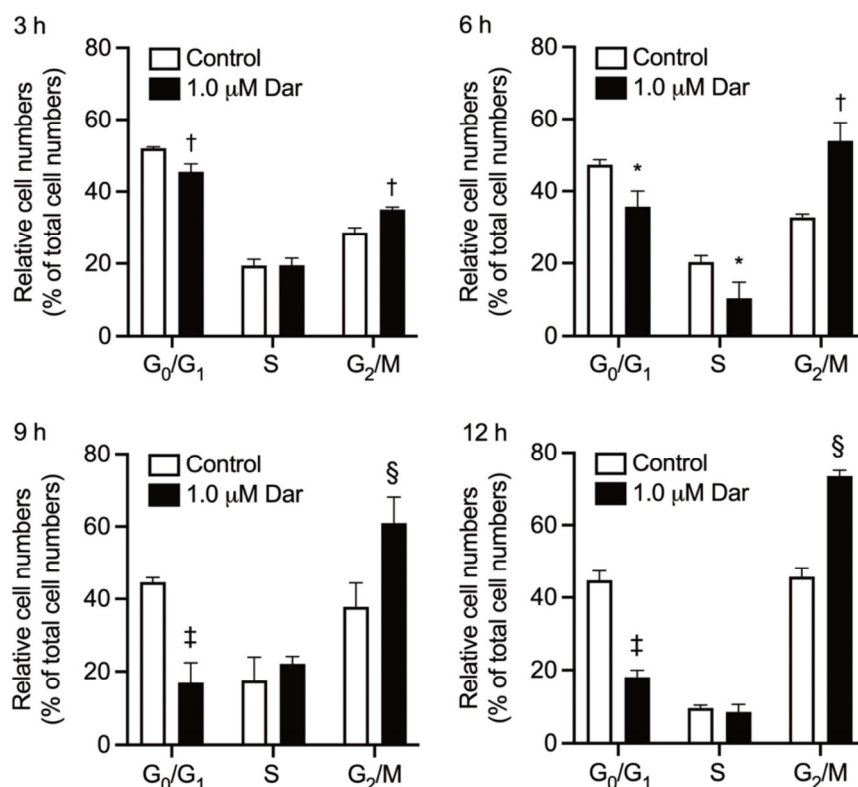 3 h
Relative cell numbers
(% of total cell numbers)
80
60
40
20
0
Control
1.0 μM Dar
†
†
G₀/G₁
S
G₂/M
6 h
Relative cell numbers
(% of total cell numbers)
80
60
40
20
0
Control
1.0 μM Dar
*
*
†
G₀/G₁
S
G₂/M
9 h
Relative cell numbers
(% of total cell numbers)
80
60
40
20
0
Control
1.0 μM Dar
‡
§
G₀/G₁
S
G₂/M
12 h
Relative cell numbers
(% of total cell numbers)
80
60
40
20
0
Control
1.0 μM Dar
‡
§
G₀/G₁
S
G₂/M